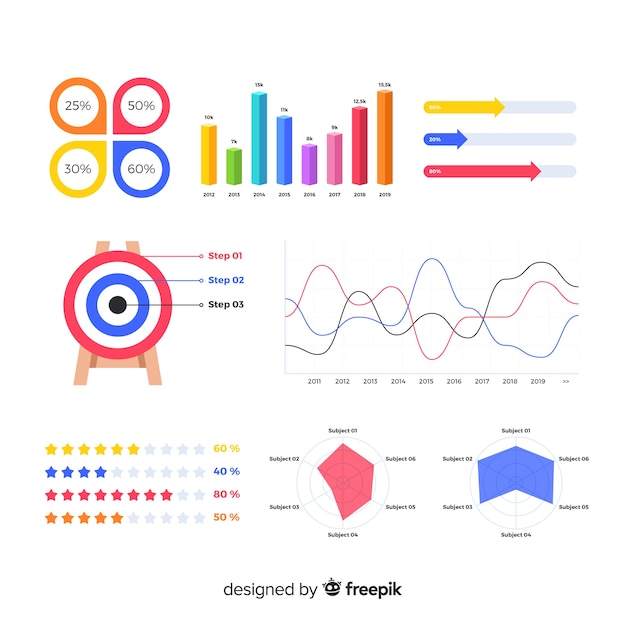 25%
50%
30%
60%
10k
7k
15k
11k
8k
9k
12,5k
15,5k
2012 2013 2014 2015 2016 2017 2018 2019
50%
20%
80%
Step 01
Step 02
Step 03
2011 2012 2013 2014 2015 2016 2017 2018 2019 >>
60 %
40 %
80 %
50 %
Subject 01
Subject 02
Subject 06
Subject 03
Subject 05
Subject 04
Subject 01
Subject 02
Subject 06
Subject 03
Subject 05
Subject 04
designed by freepik